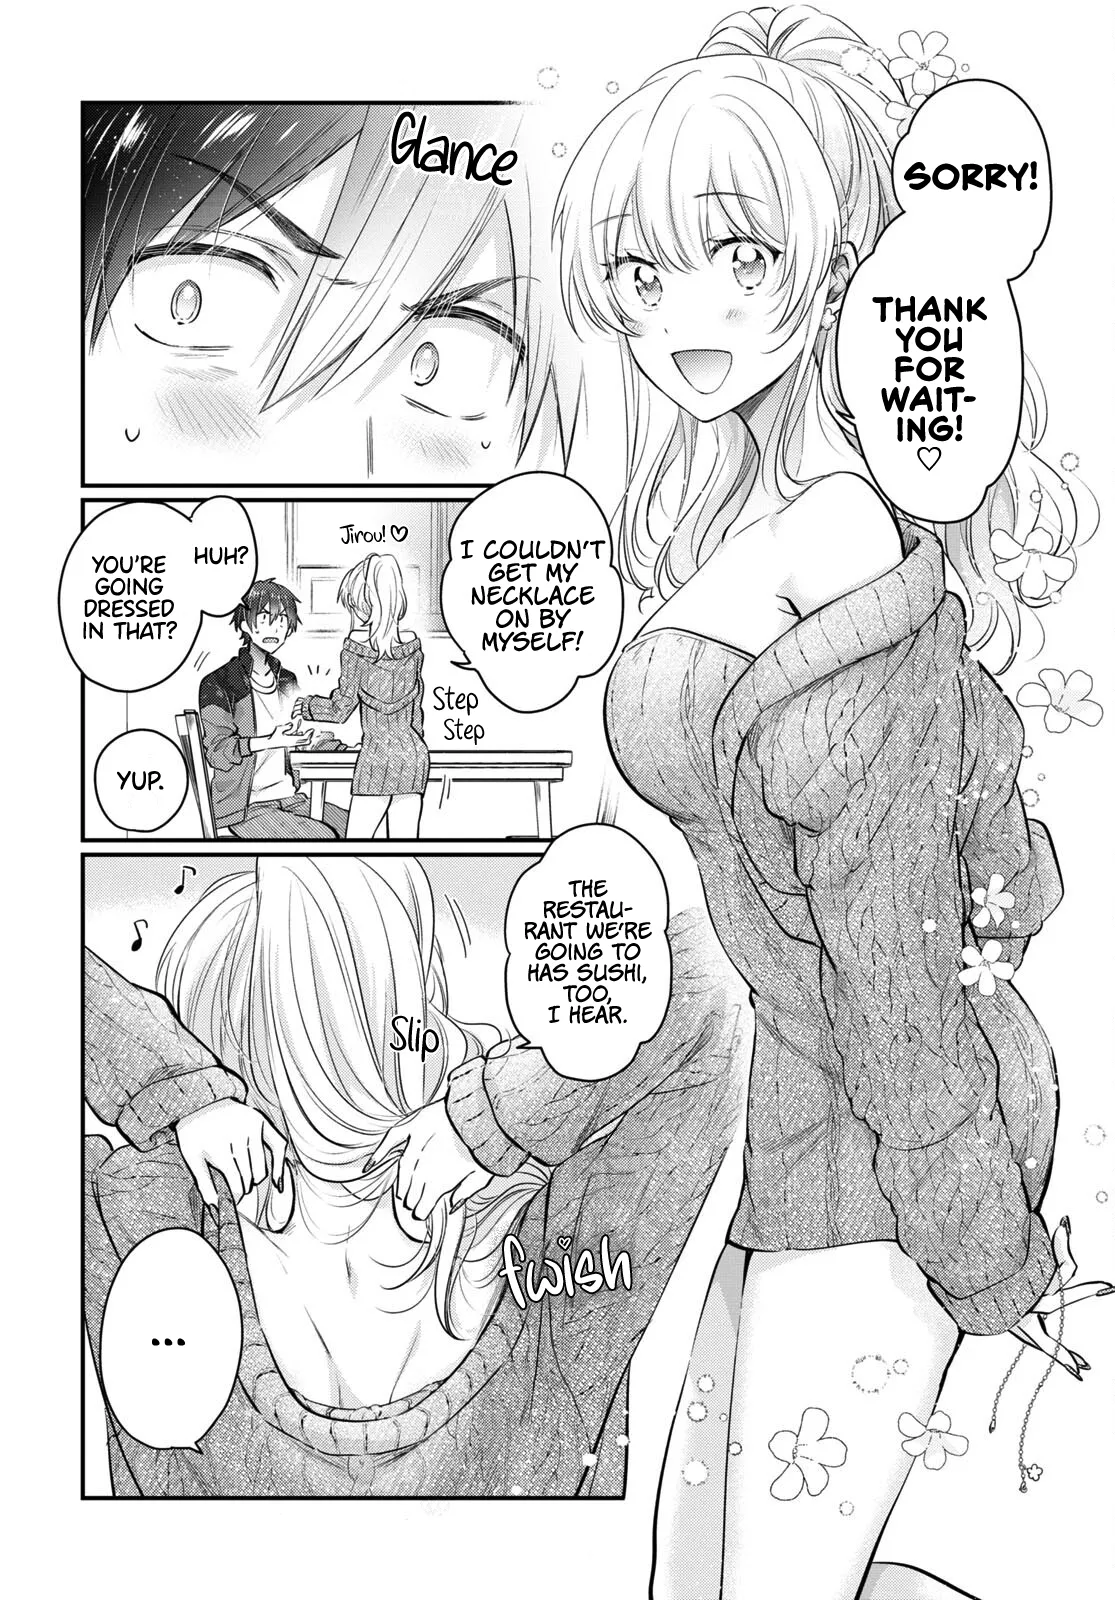 SORRY!
THANK
YOU
FOR
WAIT-
ING!
♡
Glance
I COULDN'T
GET MY
NECKLACE
ON BY
MYSELF!
Jirou!♡
Step
Step
HUH?
YOU'RE
GOING
DRESSED
IN THAT?
YUP.
THE
RESTAU-
RANT WE'RE
GOING TO
HAS SUSHI,
TOO,
I HEAR.
Slip
fwish
...